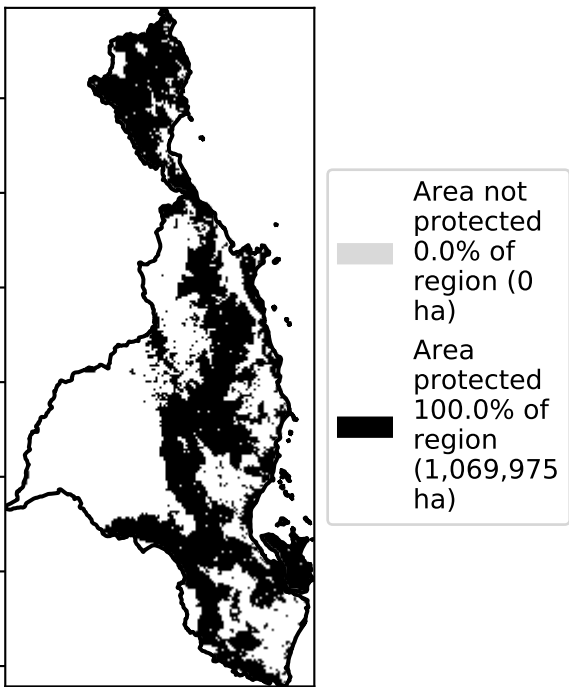 Area not
protected
0.0% of
region (0
ha)
Area
protected
100.0% of
region
(1,069,975
ha)